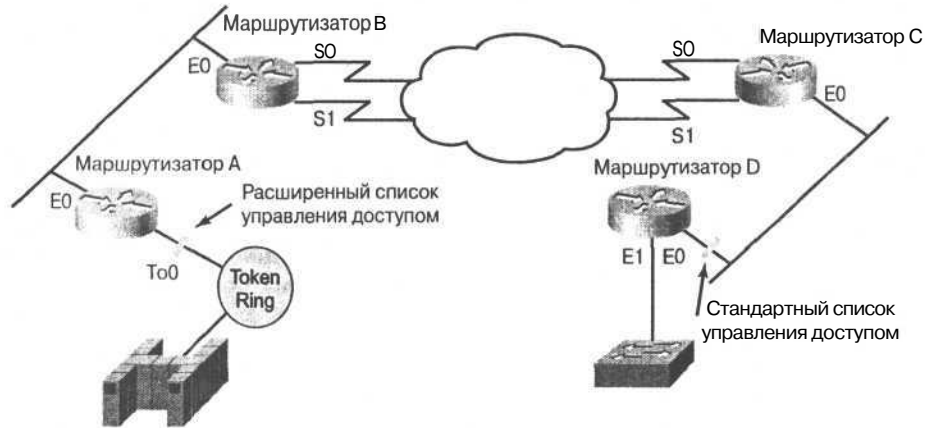 Маршрутизатор B
S0
E0
S1
S0
Маршрутизатор C
E0
S1
Маршрутизатор A
E0
Расширенный список
управления доступом
To0
Token
Ring
Маршрутизатор D
E1
E0
Стандартный список
управления доступом